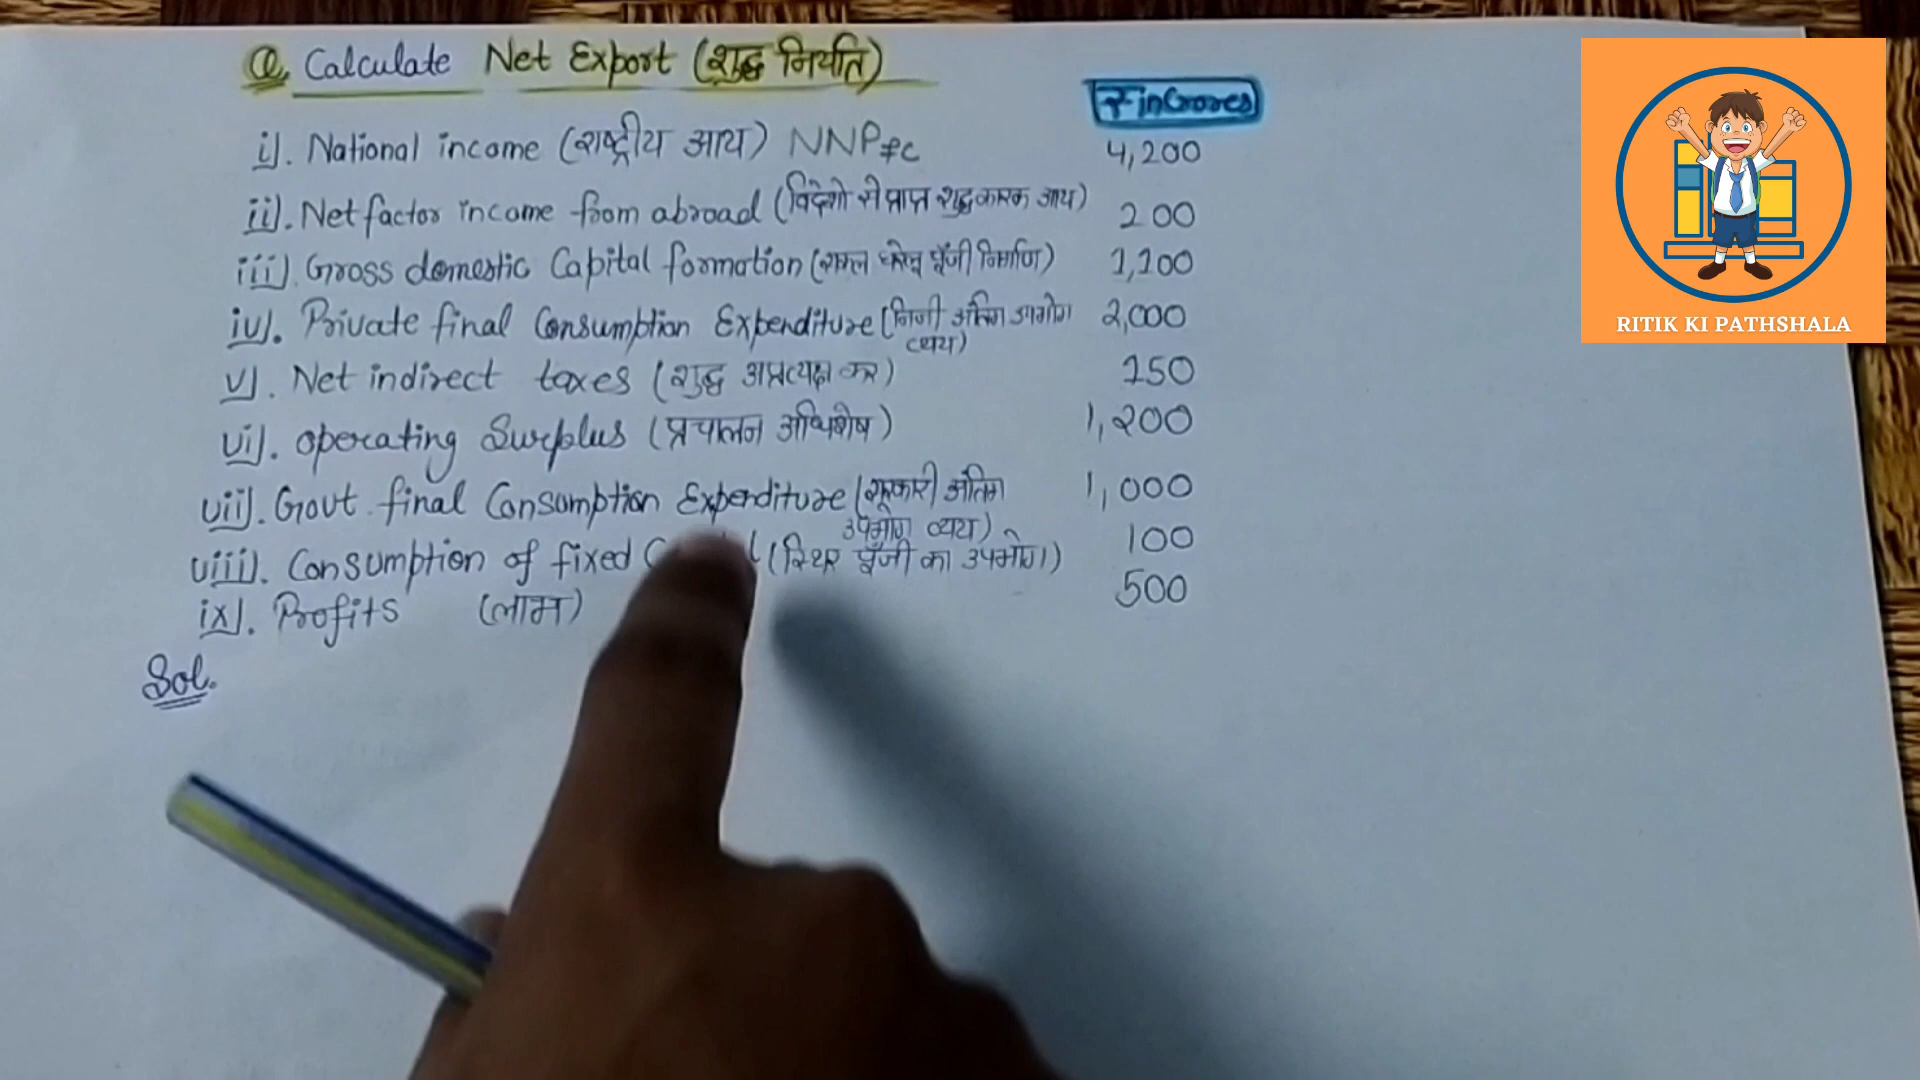 Q. Calculate Net Export (शुद्ध निर्यात)
₹ in Crores
i). National income (राष्ट्रीय आय) NNPfc 4,200
ii). Net factor income from abroad (विदेशो से प्राप्त शुद्ध कारक आय) 200
iii). Gross domestic Capital formation (सकल घरेलू पूँजी निर्माण) 1,100
iv). Private final Consumption Expenditure (निजी अंतिम उपभोग व्यय) 2,000
v). Net indirect taxes (शुद्ध अप्रत्यक्ष कर) 150
vi). Operating Surplus (प्रचालन अधिशेष) 1,200
vii). Govt. final Consumption Expenditure (सरकारी अंतिम उपभोग व्यय) 1,000
viii). Consumption of fixed (स्थिर पूँजी का उपभोग) 100
ix). Profits (लाभ) 500
Sol.
RITIK KI PATHSHALA